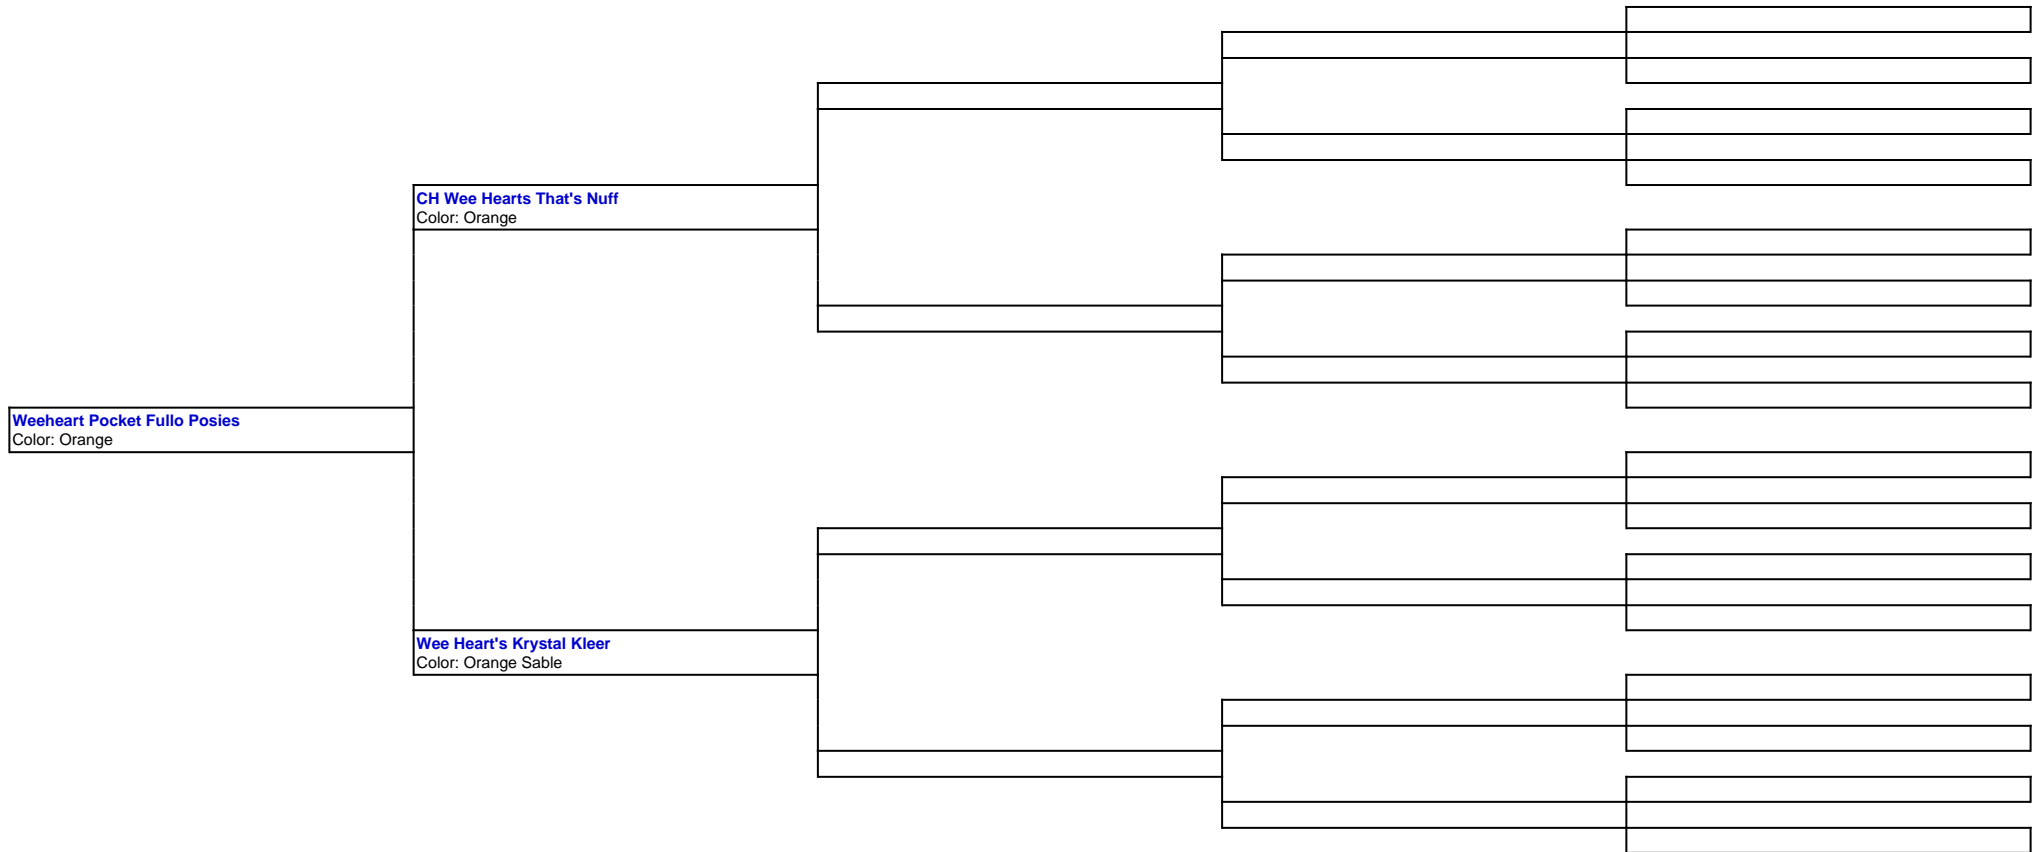 CH Wee Hearts That's Nuff
Color: Orange
Weeheart Pocket Fullo Posies
Color: Orange
Wee Heart's Krystal Kleer
Color: Orange Sable